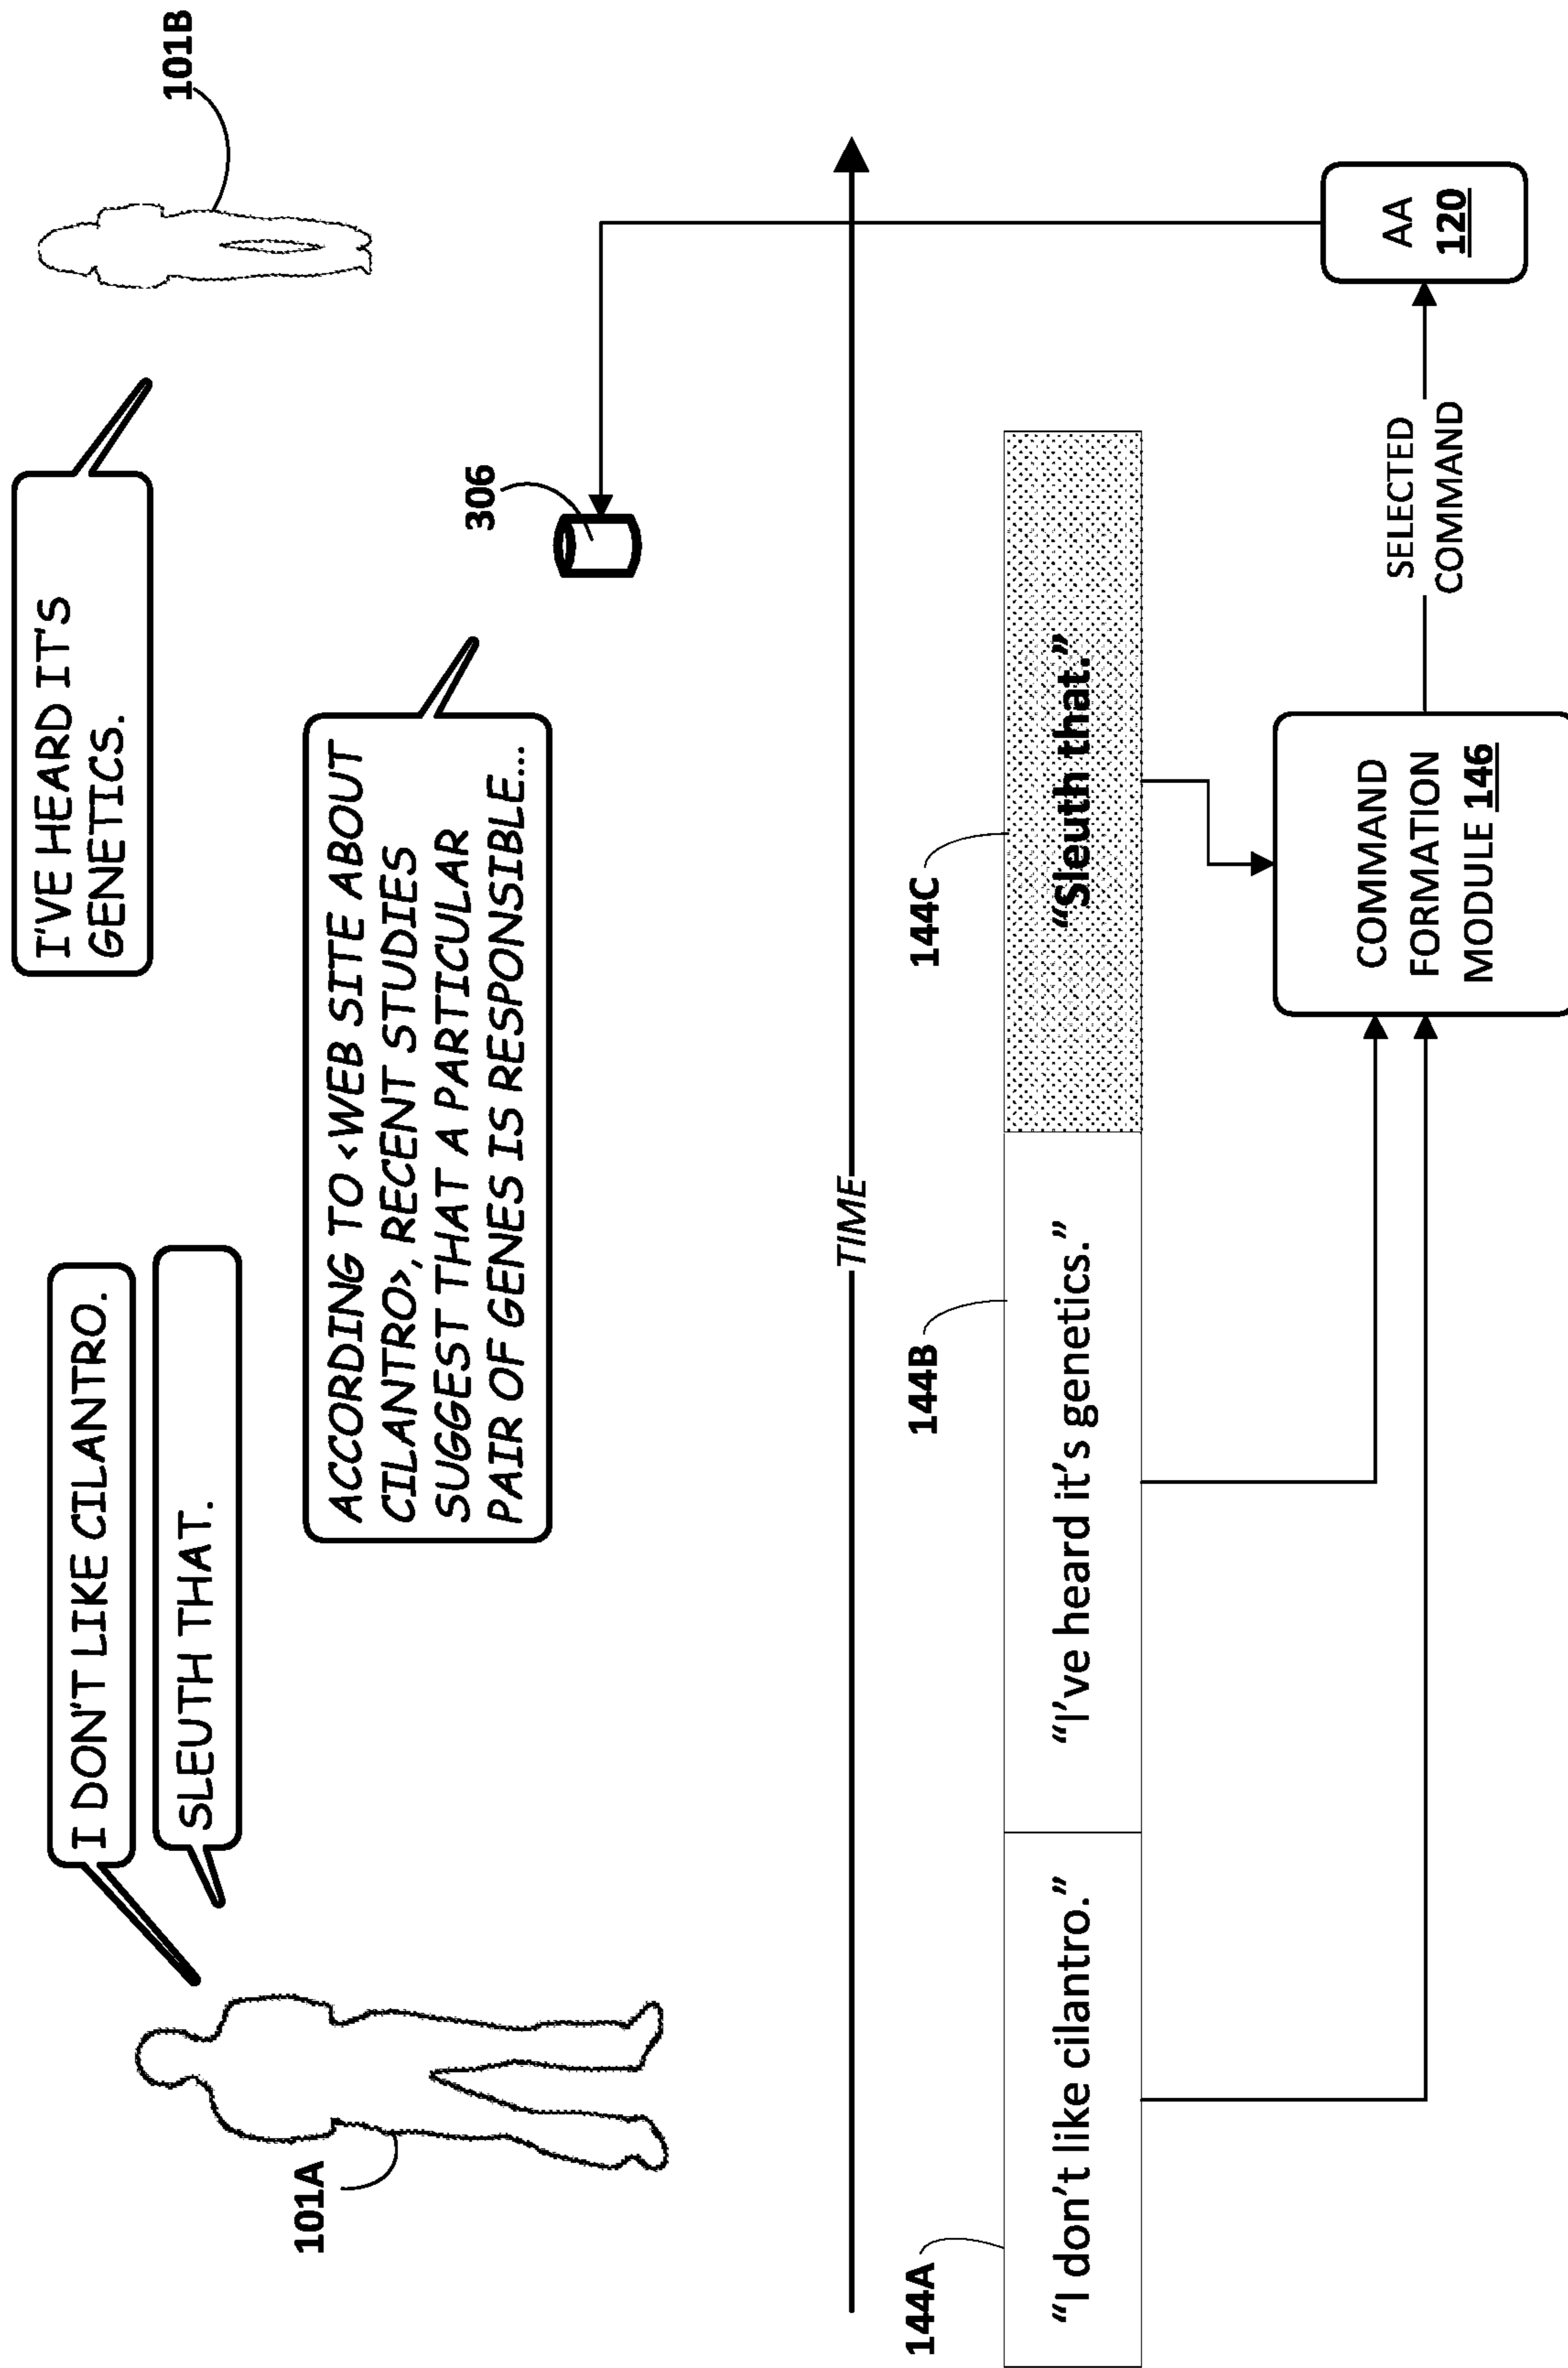 101B
I'VE HEARD IT'S
GENETICS.
I DON'T LIKE CILANTRO.
SLEUTH THAT.
101A
306
ACCORDING TO <WEB SITE ABOUT
CILANTRO>, RECENT STUDIES
SUGGEST THAT A PARTICULAR
PAIR OF GENES IS RESPONSIBLE...
TIME
144A
144B
144C
“I don’t like cilantro.”
“I’ve heard it’s genetics.”
“Sleuth that.”
COMMAND
FORMATION
MODULE 146
SELECTED
COMMAND
AA
120